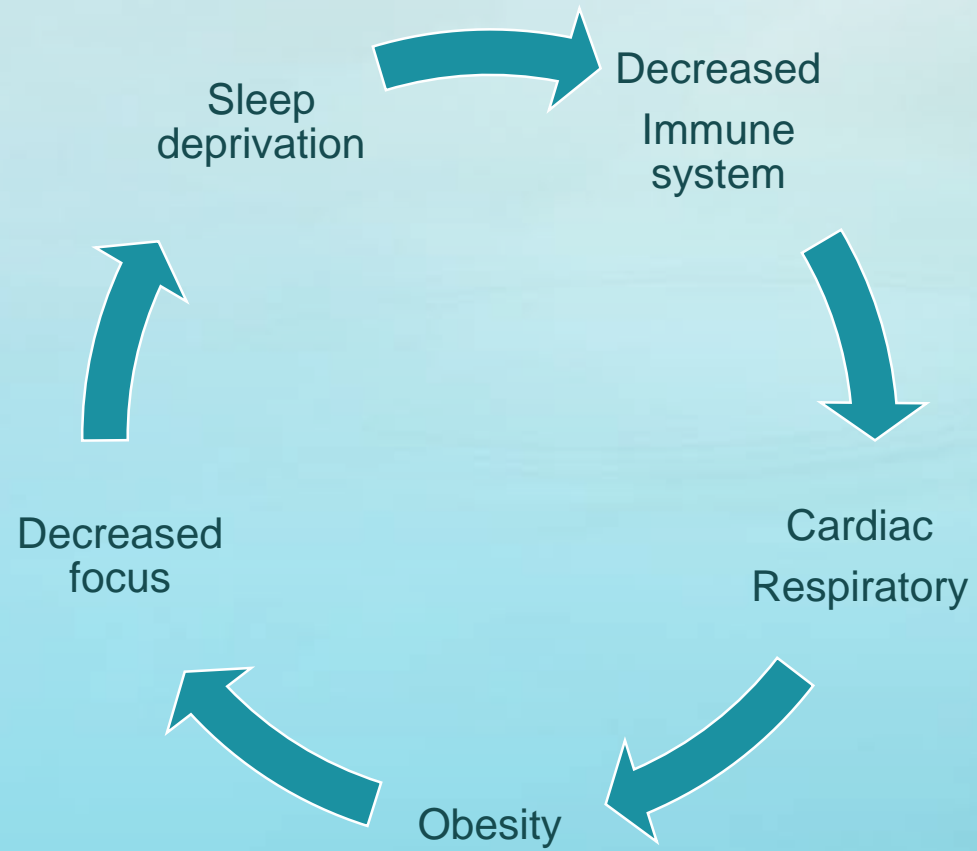 Sleep
deprivation
Decreased
Immune
system
Cardiac
Respiratory
Obesity
Decreased
focus